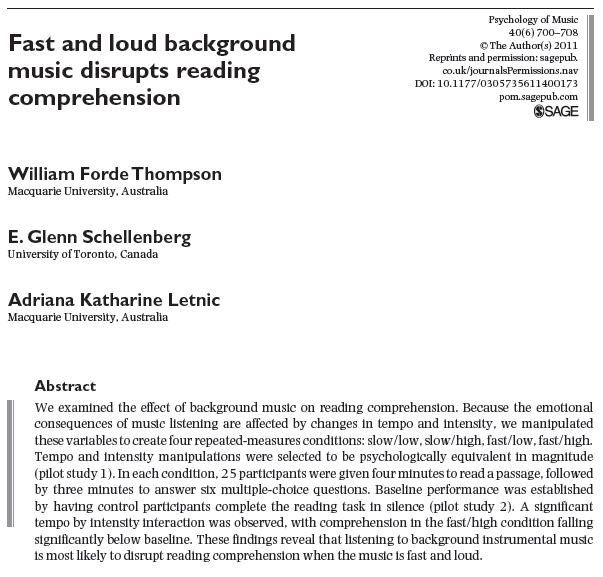 Psychology of Music
40(6) 700–708
© The Author(s) 2011
Reprints and permission: sagepub.
co.uk/journalsPermissions.nav
DOI: 10.1177/0305735611400173
pom.sagepub.com
SAGE
Fast and loud background
music disrupts reading
comprehension
William Forde Thompson
Macquarie University, Australia
E. Glenn Schellenberg
University of Toronto, Canada
Adriana Katharine Letnic
Macquarie University, Australia
Abstract
We examined the effect of background music on reading comprehension. Because the emotional
consequences of music listening are affected by changes in tempo and intensity, we manipulated
these variables to create four repeated-measures conditions: slow/low, slow/high, fast/low, fast/high.
Tempo and intensity manipulations were selected to be psychologically equivalent in magnitude
(pilot study 1). In each condition, 25 participants were given four minutes to read a passage, followed
by three minutes to answer six multiple-choice questions. Baseline performance was established
by having control participants complete the reading task in silence (pilot study 2). A significant
tempo by intensity interaction was observed, with comprehension in the fast/high condition falling
significantly below baseline. These findings reveal that listening to background instrumental music
is most likely to disrupt reading comprehension when the music is fast and loud.